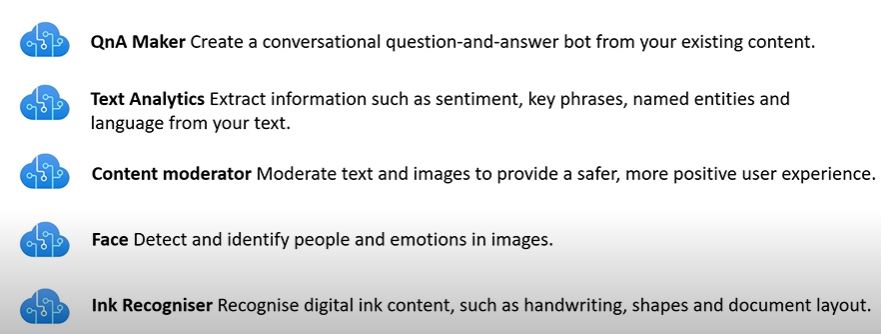 QnA Maker Create a conversational question-and-answer bot from your existing content.
Text Analytics Extract information such as sentiment, key phrases, named entities and
language from your text.
Content moderator Moderate text and images to provide a safer, more positive user experience.
Face Detect and identify people and emotions in images.
Ink Recogniser Recognise digital ink content, such as handwriting, shapes and document layout.